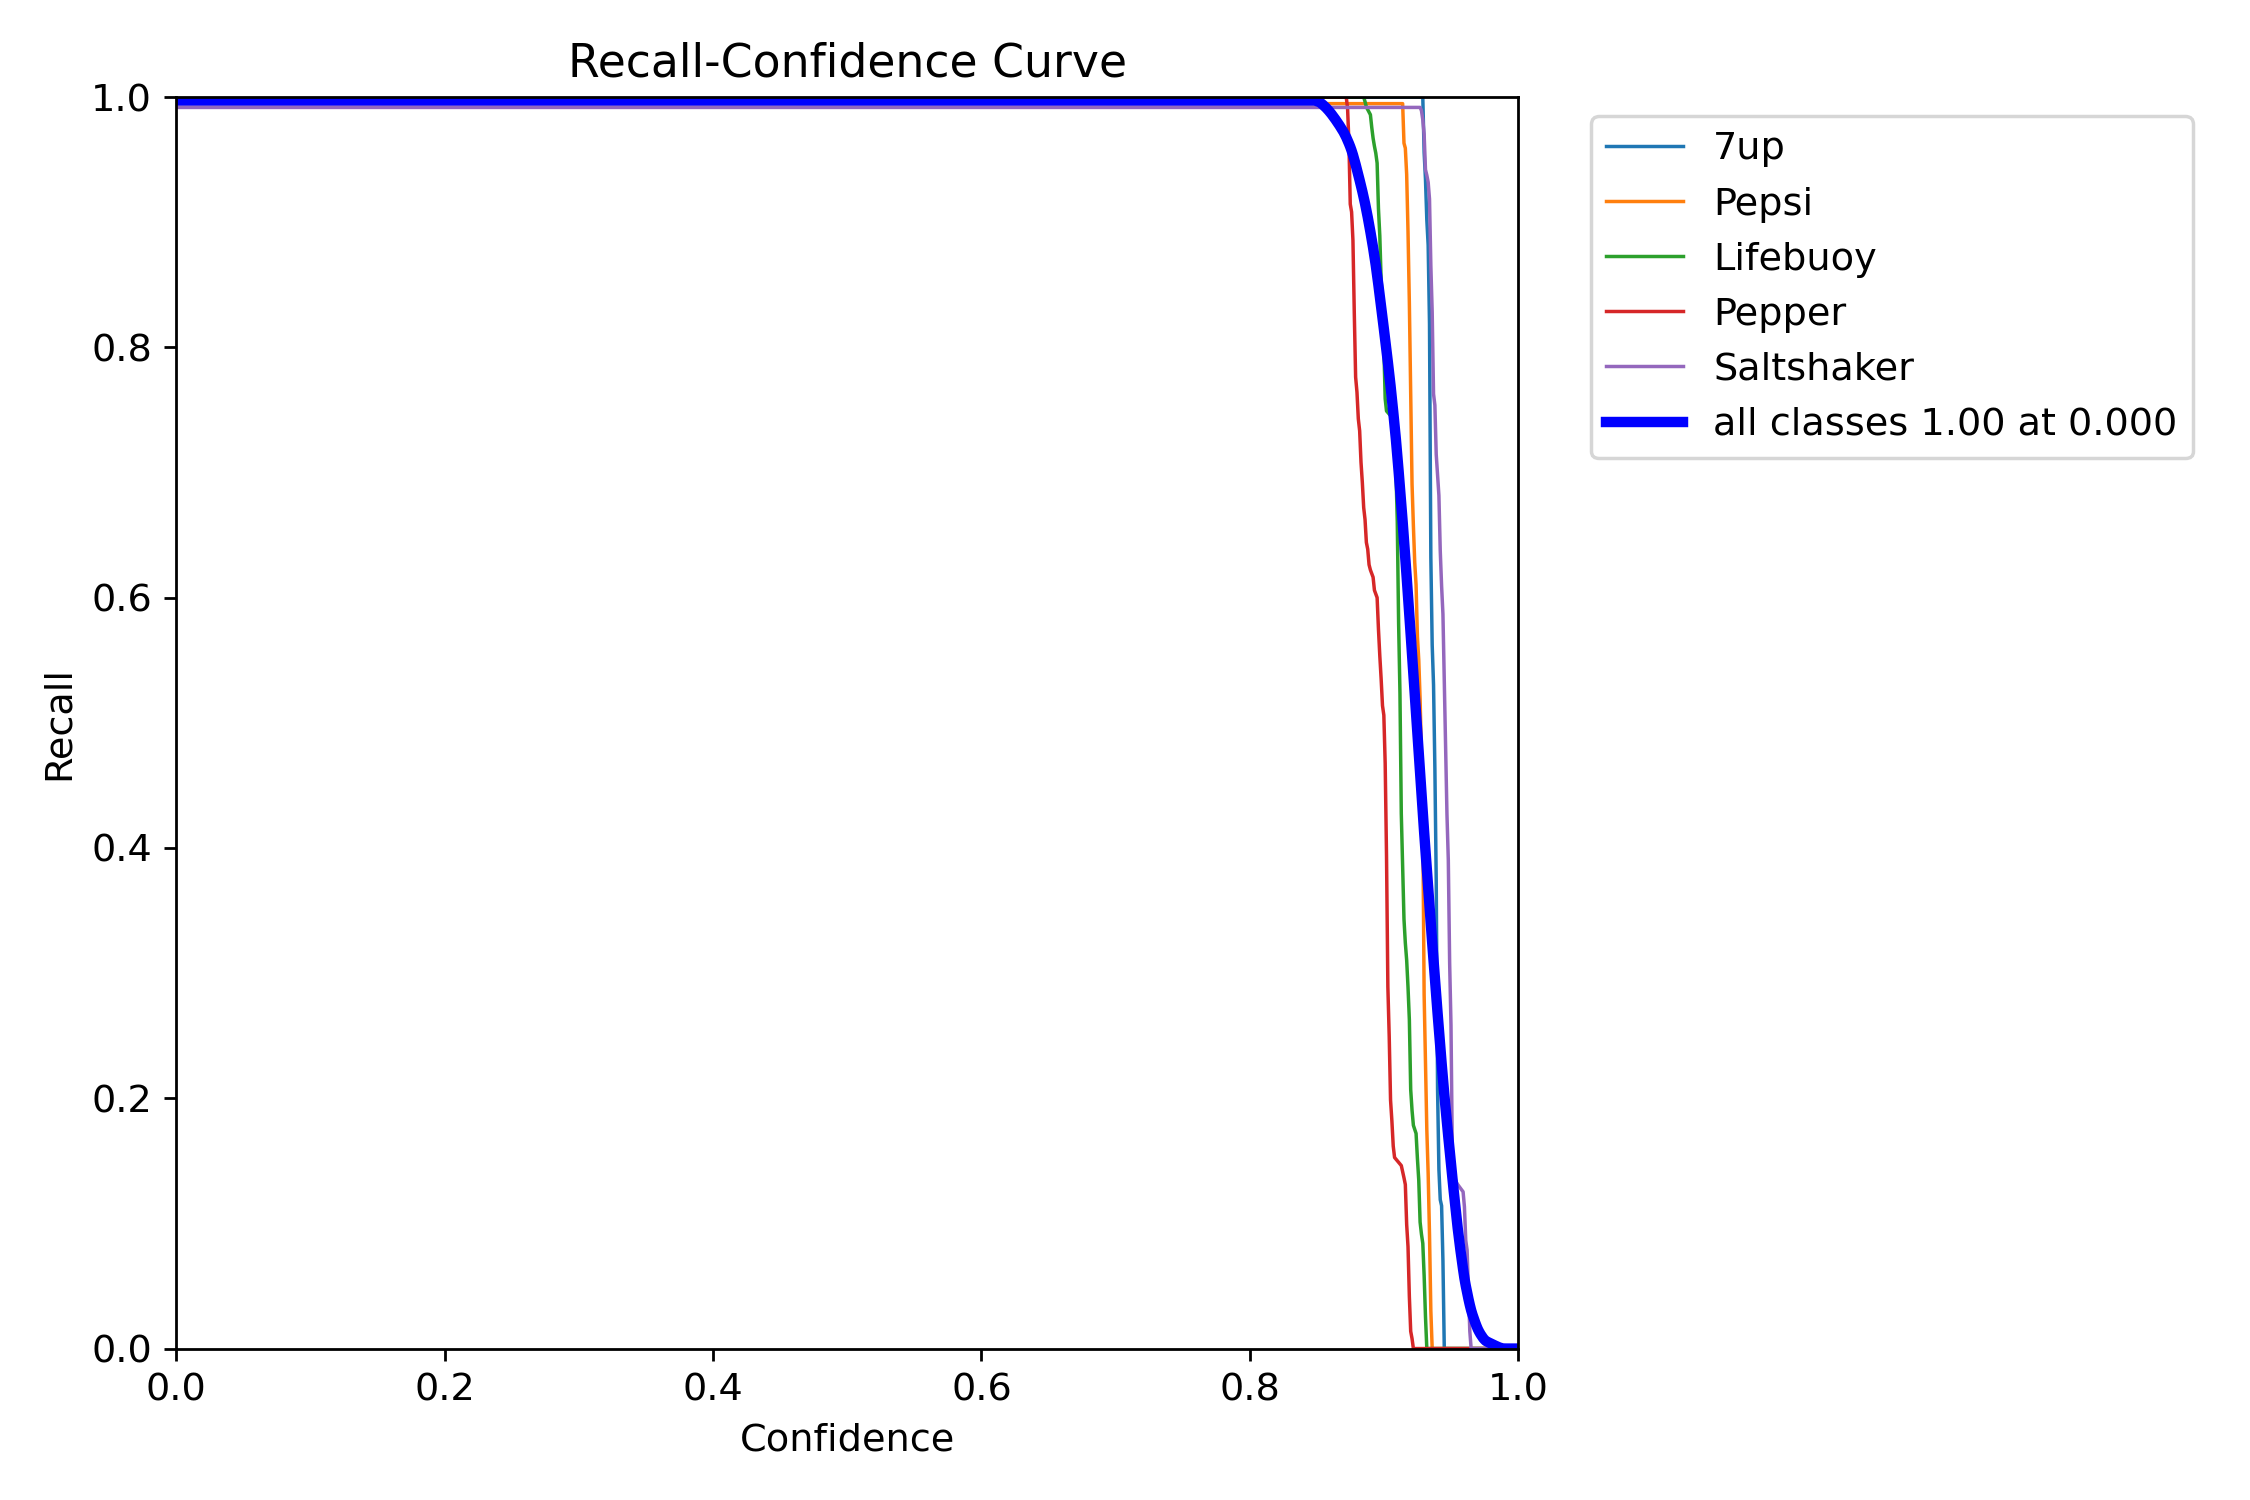 Recall-Confidence Curve
1.0
0.8
0.6
0.4
0.2
0.0
Recall
0.0 0.2 0.4 0.6 0.8 1.0
Confidence
7up
Pepsi
Lifebuoy
Pepper
Saltshaker
all classes 1.00 at 0.000